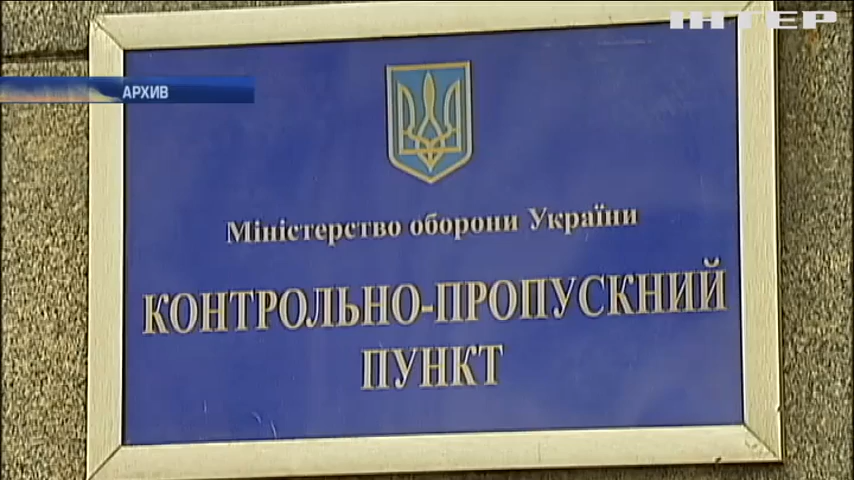 ІНТЕР
АРХИВ
Міністерство оборони України
КОНТРОЛЬНО-ПРОПУСКНИЙ
ПУНКТ